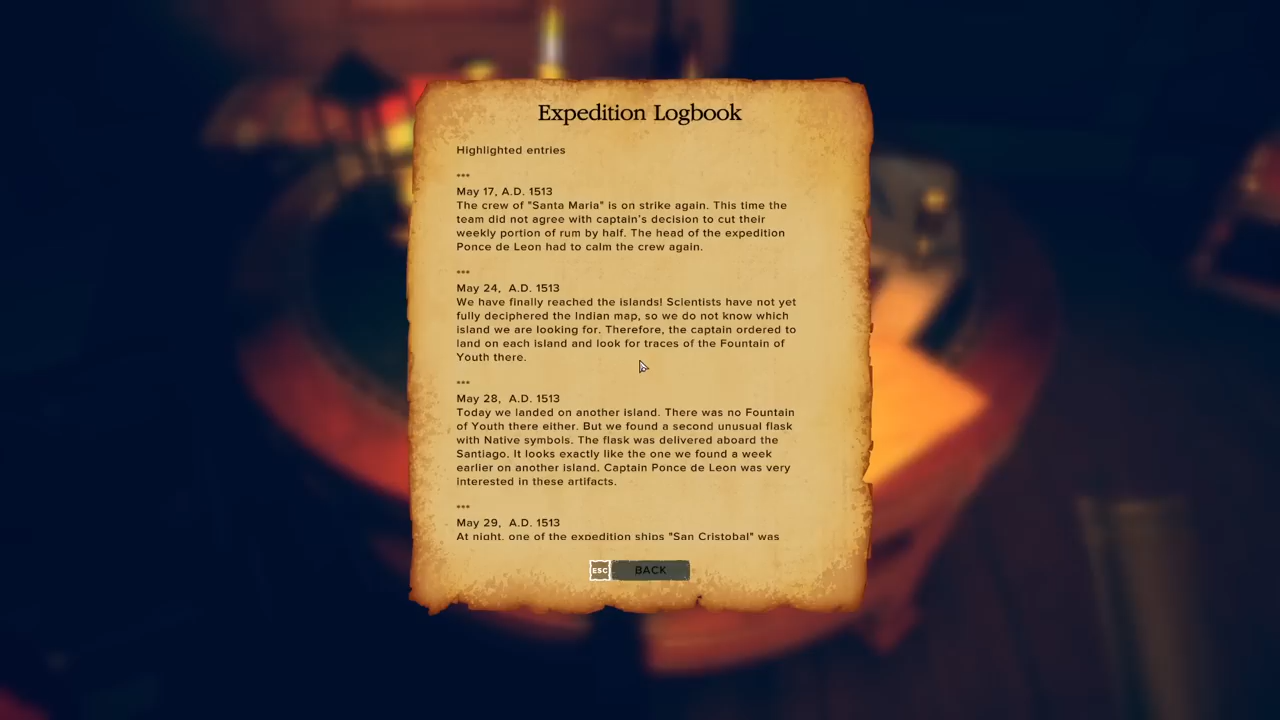 Expedition Logbook
Highlighted entries
***
May 17, A.D. 1513
The crew of "Santa Maria" is on strike again. This time the
team did not agree with captain's decision to cut their
weekly portion of rum by half. The head of the expedition
Ponce de Leon had to calm the crew again.
***
May 24,  A.D. 1513
We have finally reached the islands! Scientists have not yet
fully deciphered the Indian map, so we do not know which
island we are looking for. Therefore, the captain ordered to
land on each island and look for traces of the Fountain of
Youth there.
***
May 28,  A.D. 1513
Today we landed on another island. There was no Fountain
of Youth there either. But we found a second unusual flask
with Native symbols. The flask was delivered aboard the
Santiago. It looks exactly like the one we found a week
earlier on another island. Captain Ponce de Leon was very
interested in these artifacts.
***
May 29,  A.D. 1513
At night, one of the expedition ships "San Cristobal" was
ESC BACK